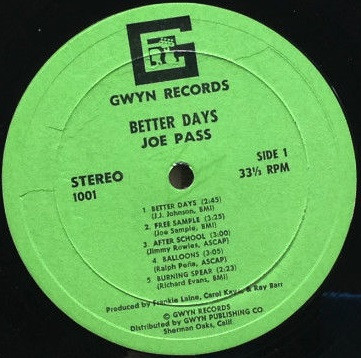 GWYN RECORDS
BETTER DAYS
JOE PASS
STEREO
1001
SIDE 1
33⅓ RPM
1 BETTER DAYS (2:45)
(J.J. Johnson, BMI)
2. FREE SAMPLE (3:25)
(Joe Sample, BMI)
3. AFTER SCHOOL (3:00)
(Jimmy Rowles, ASCAP)
4 BALLOONS (3:05)
(Ralph Peña, ASCAP)
5 BURNING SPEAR (2:23)
(Richard Evans, BMI)
Produced by Frankie Laine, Carol Kaye & Ray Barr
© GWYN RECORDS
Distributed by GWYN PUBLISHING CO.
Sherman Oaks, Calif.